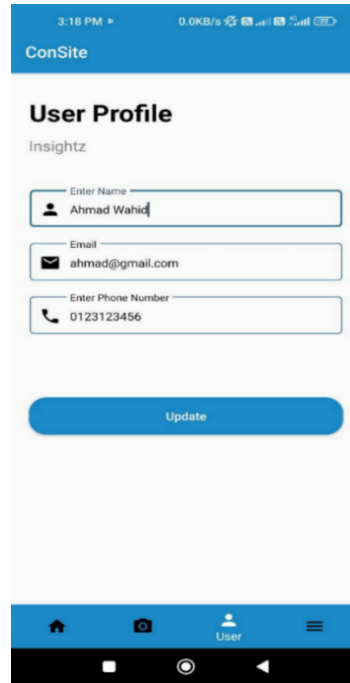 3:18 PM
0.0KB/s
ConSite
User Profile
Insightz
Enter Name
Ahmad Wahid
Email
ahmad@gmail.com
Enter Phone Number
0123123456
Update
User